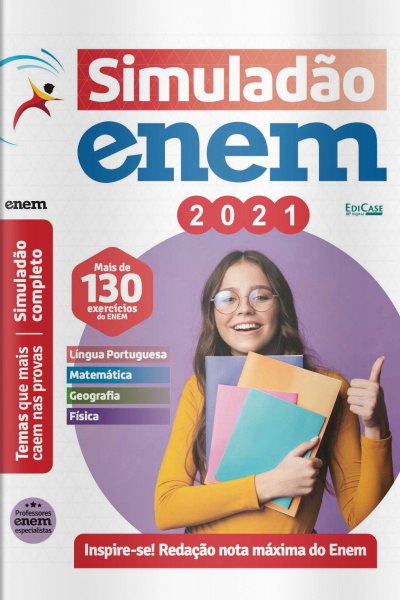 Simuladão
enem
2021
EDICASE
digital
enem
Mais de
130
exercícios
do ENEM
Língua Portuguesa
Matemática
Geografia
Física
Temas que mais
caem nas provas
Simuladão
completo
Professores
enem
especialistas
Inspire-se! Redação nota máxima do Enem